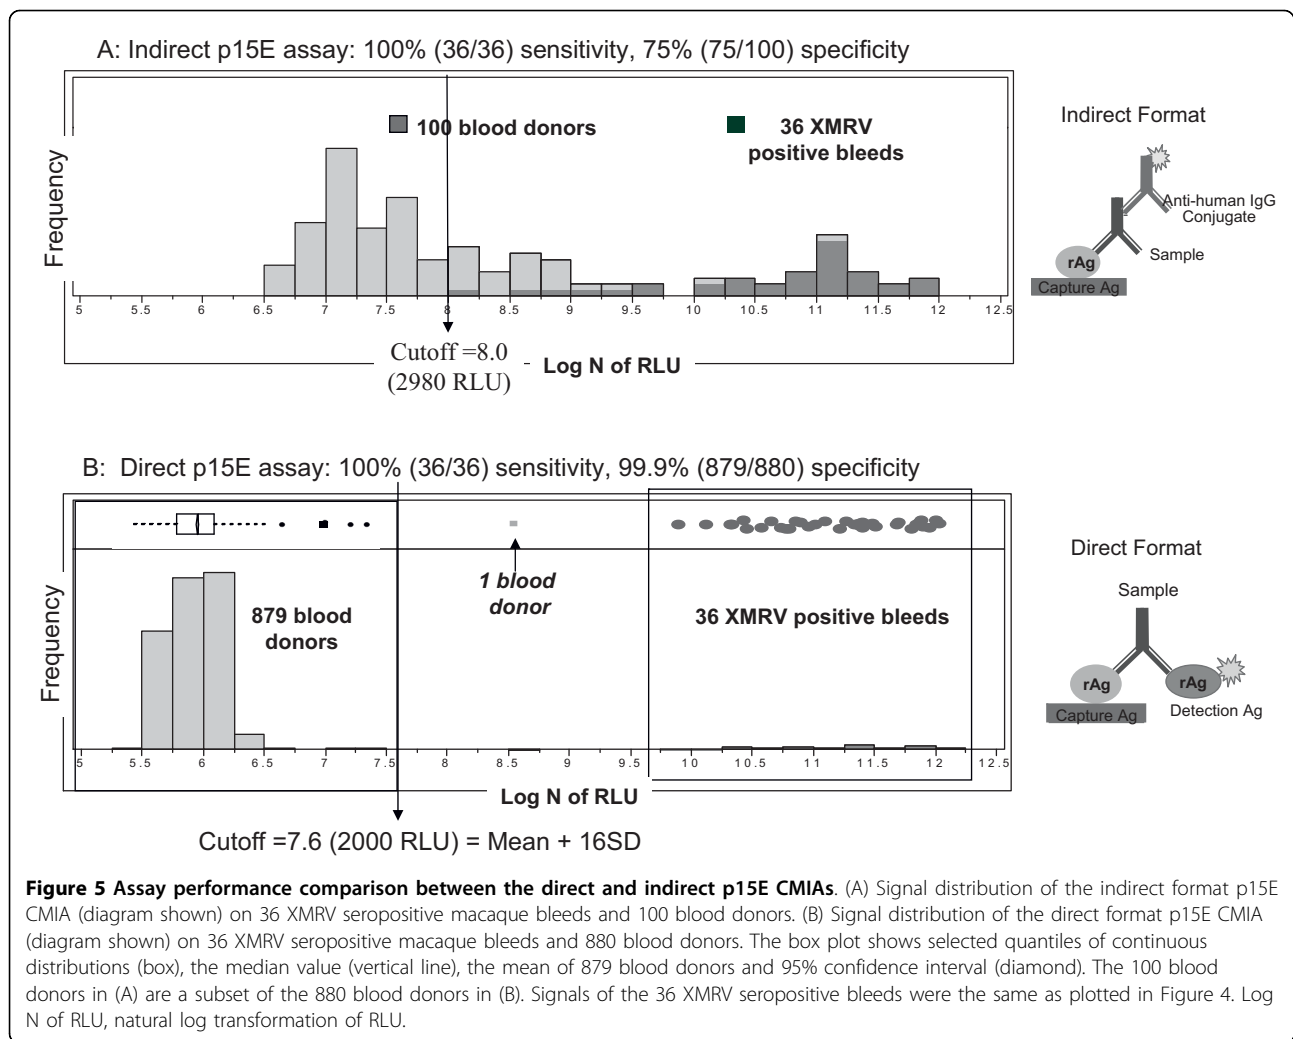 A: Indirect p15E assay: 100% (36/36) sensitivity, 75% (75/100) specificity
100 blood donors
36 XMRV
positive bleeds
Frequency
5 5.5 6 6.5 7 7.5 8 8.5 9 9.5 10 10.5 11 11.5 12 12.5
Cutoff =8.0
(2980 RLU)
Log N of RLU
Indirect Format
Anti-human IgG
Conjugate
Sample
rAg
Capture Ag
B: Direct p15E assay: 100% (36/36) sensitivity, 99.9% (879/880) specificity
1 blood
donor
879 blood
donors
36 XMRV positive bleeds
Frequency
5 5.5 6 6.5 7 7.5 8 8.5 9 9.5 10 10.5 11 11.5 12 12.5
Log N of RLU
Cutoff =7.6 (2000 RLU) = Mean + 16SD
Direct Format
Sample
rAg
rAg
Capture Ag
Detection Ag
Figure 5 Assay performance comparison between the direct and indirect p15E CMIAs. (A) Signal distribution of the indirect format p15E
CMIA (diagram shown) on 36 XMRV seropositive macaque bleeds and 100 blood donors. (B) Signal distribution of the direct format p15E CMIA
(diagram shown) on 36 XMRV seropositive macaque bleeds and 880 blood donors. The box plot shows selected quantiles of continuous
distributions (box), the median value (vertical line), the mean of 879 blood donors and 95% confidence interval (diamond). The 100 blood
donors in (A) are a subset of the 880 blood donors in (B). Signals of the 36 XMRV seropositive bleeds were the same as plotted in Figure 4. Log
N of RLU, natural log transformation of RLU.